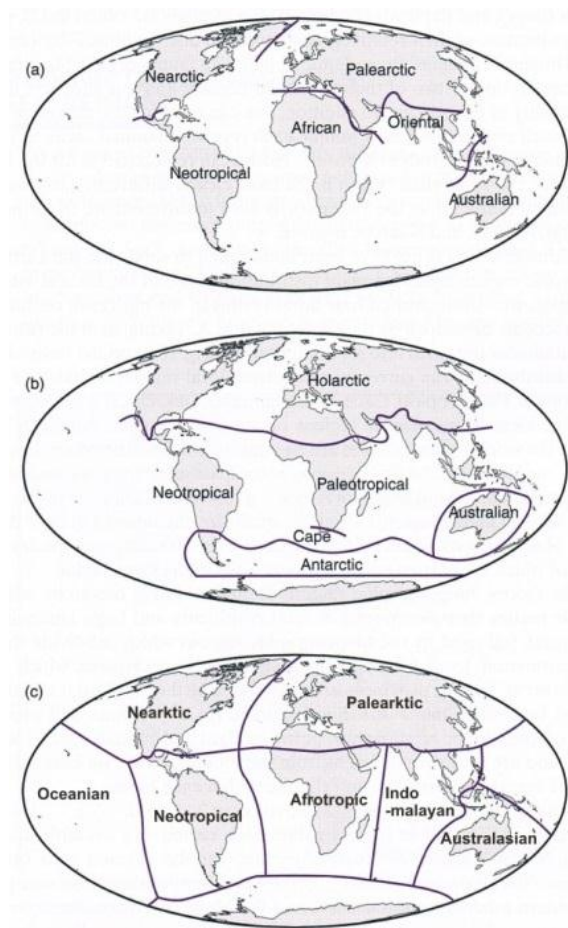 (a)
Nearctic
Palearctic
African
Oriental
Neotropical
Australian
(b)
Holarctic
Neotropical
Paleotropical
Australian
Cape
Antarctic
(c)
Nearktic
Palearktic
Oceanian
Neotropical
Afrotropic
Indo
-malayan
Australasian